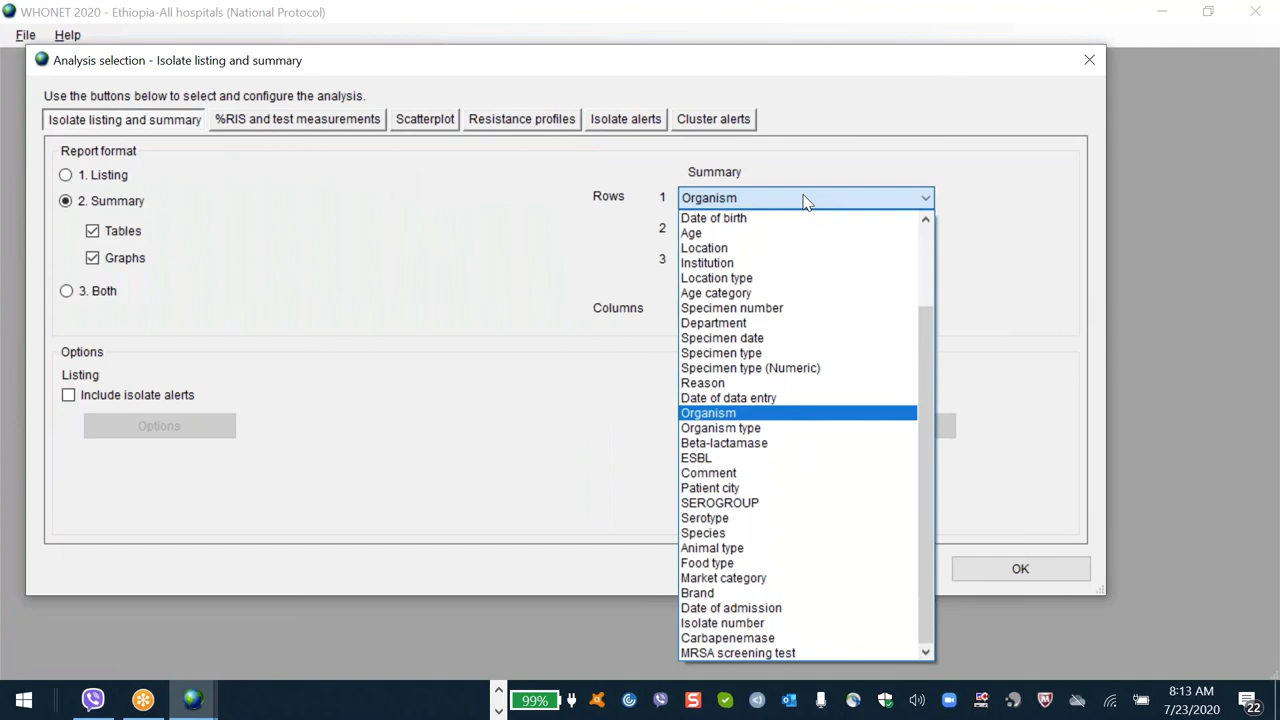 WHONET 2020 - Ethiopia-All hospitals (National Protocol)
File Help
Analysis selection - Isolate listing and summary
Use the buttons below to select and configure the analysis.
Isolate listing and summary %RIS and test measurements Scatterplot Resistance profiles Isolate alerts Cluster alerts
Report format
1. Listing
2. Summary
Tables
Graphs
3. Both
Summary
Rows 1 Organism
2
3
Columns
Date of birth
Age
Location
Institution
Location type
Age category
Specimen number
Department
Specimen date
Specimen type
Specimen type (Numeric)
Reason
Date of data entry
Organism
Organism type
Beta-lactamase
ESBL
Comment
Patient city
SEROGROUP
Serotype
Species
Animal type
Food type
Market category
Brand
Date of admission
Isolate number
Carbapenemase
MRSA screening test
Options
Listing
Include isolate alerts
Options
OK
99%
8:13 AM
7/23/2020
22